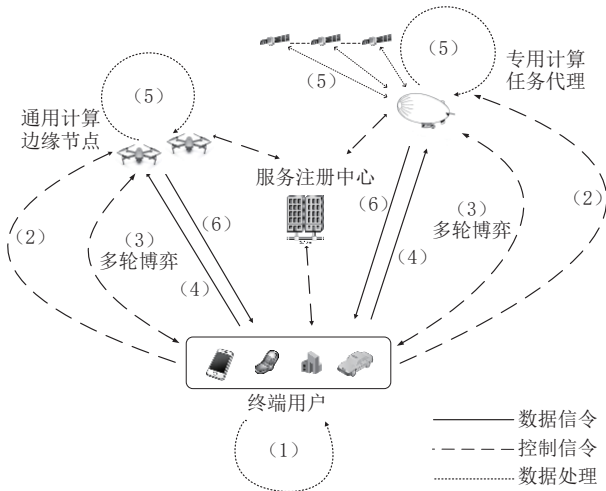 (5)
(5)
专用计算
任务代理
(5)
(5)
通用计算
边缘节点
服务注册中心
(2)
(6)
(3)
多轮博弈
(4)
(6)
(4)
(3)
多轮博弈
(2)
终端用户
(1)
数据信令
控制信令
数据处理